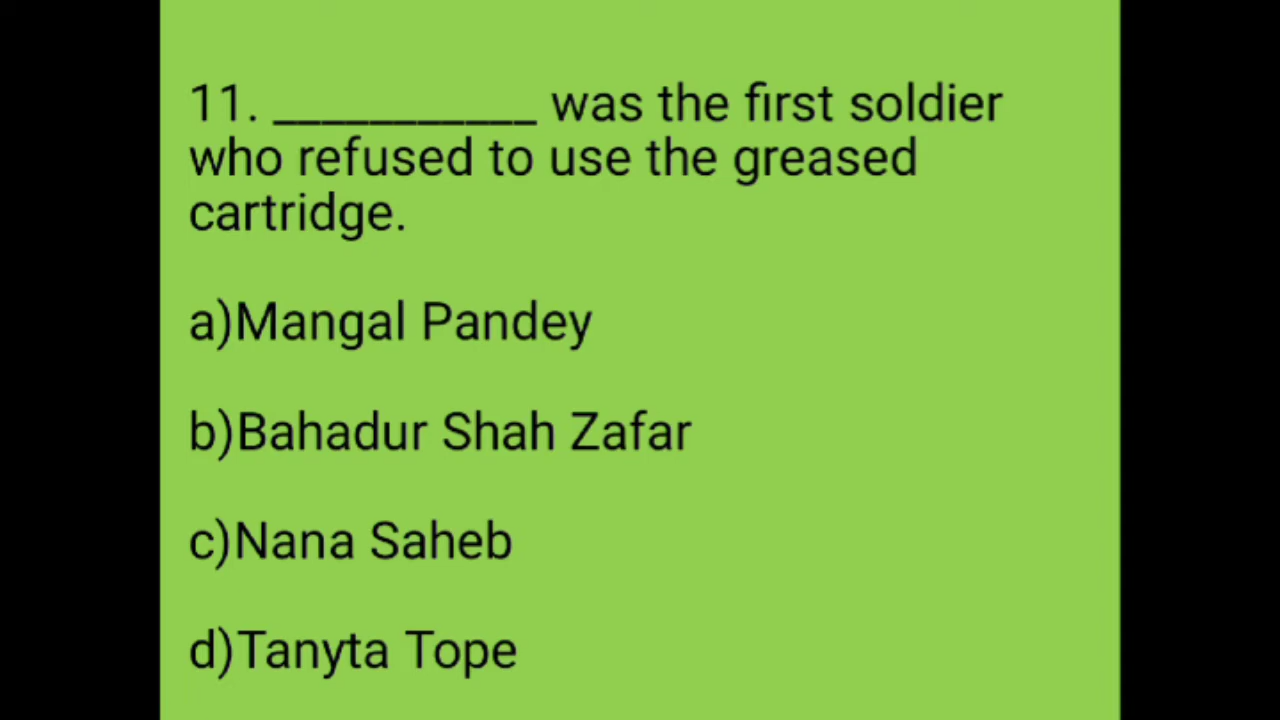 11. ___________ was the first soldier
who refused to use the greased
cartridge.
a)Mangal Pandey
b)Bahadur Shah Zafar
c)Nana Saheb
d)Tanyta Tope